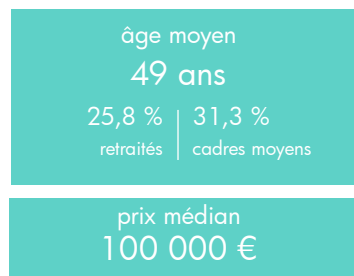 âge moyen
49 ans
25,8 % 31,3 %
retraités cadres moyens
prix médian
100 000 €